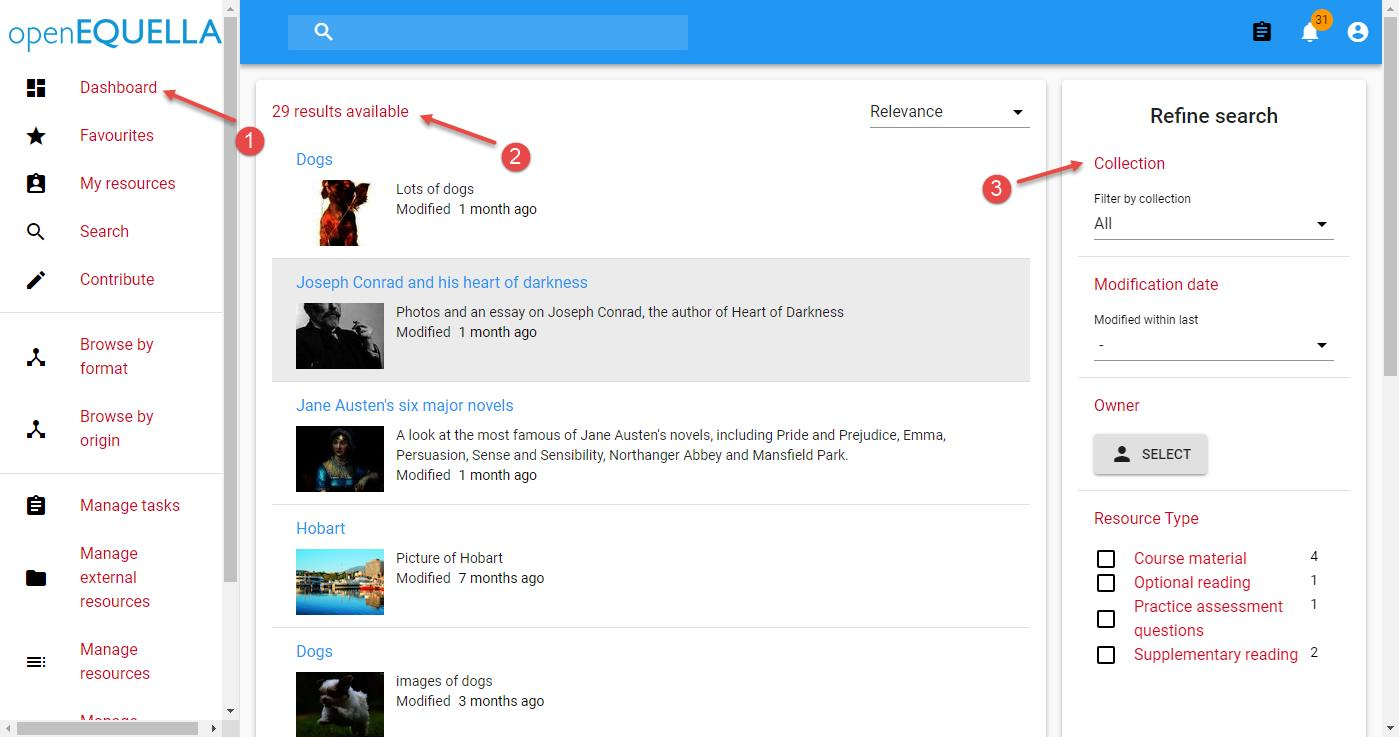 openEQUELLA
Dashboard
Favourites
My resources
Search
Contribute
Browse by
format
Browse by
origin
Manage tasks
Manage
external
resources
Manage
resources
Manage
31
1
29 results available
2
Relevance
Dogs
Lots of dogs
Modified 1 month ago
Joseph Conrad and his heart of darkness
Photos and an essay on Joseph Conrad, the author of Heart of Darkness
Modified 1 month ago
Jane Austen's six major novels
A look at the most famous of Jane Austen's novels, including Pride and Prejudice, Emma,
Persuasion, Sense and Sensibility, Northanger Abbey and Mansfield Park.
Modified 1 month ago
Hobart
Picture of Hobart
Modified 7 months ago
Dogs
images of dogs
Modified 3 months ago
Refine search
3
Collection
Filter by collection
All
Modification date
Modified within last
-
Owner
SELECT
Resource Type
Course material 4
Optional reading 1
Practice assessment 1
questions
Supplementary reading 2